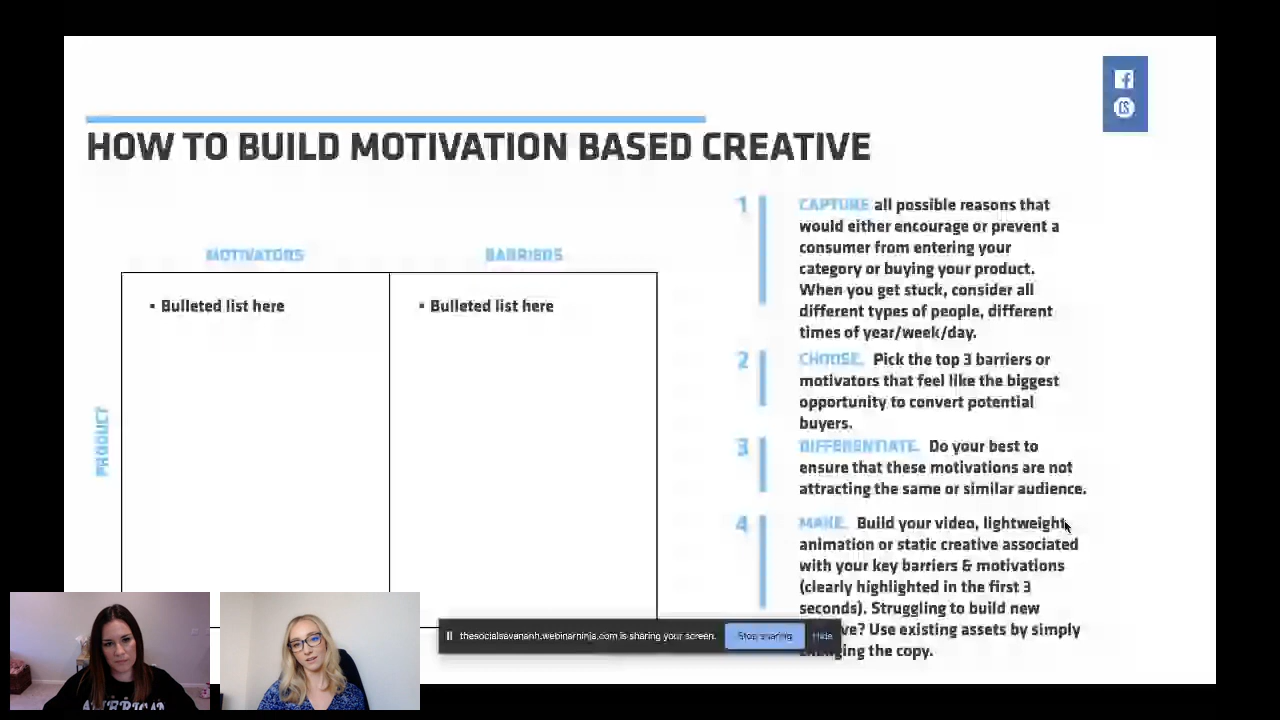 HOW TO BUILD MOTIVATION BASED CREATIVE
MOTIVATORS
BARRIERS
▪ Bulleted list here
▪ Bulleted list here
PRODUCT
1
CAPTURE all possible reasons that
would either encourage or prevent a
consumer from entering your
category or buying your product.
When you get stuck, consider all
different types of people, different
times of year/week/day.
2
CHOOSE. Pick the top 3 barriers or
motivators that feel like the biggest
opportunity to convert potential
buyers.
3
DIFFERENTIATE. Do your best to
ensure that these motivations are not
attracting the same or similar audience.
4
MAKE. Build your video, lightweight
animation or static creative associated
with your key barriers & motivations
(clearly highlighted in the first 3
seconds). Struggling to build new
ve? Use existing assets by simply
ging the copy.
thesocialsavannah.webinarninja.com is sharing your screen.
Stop sharing
Hide
AMERICAN